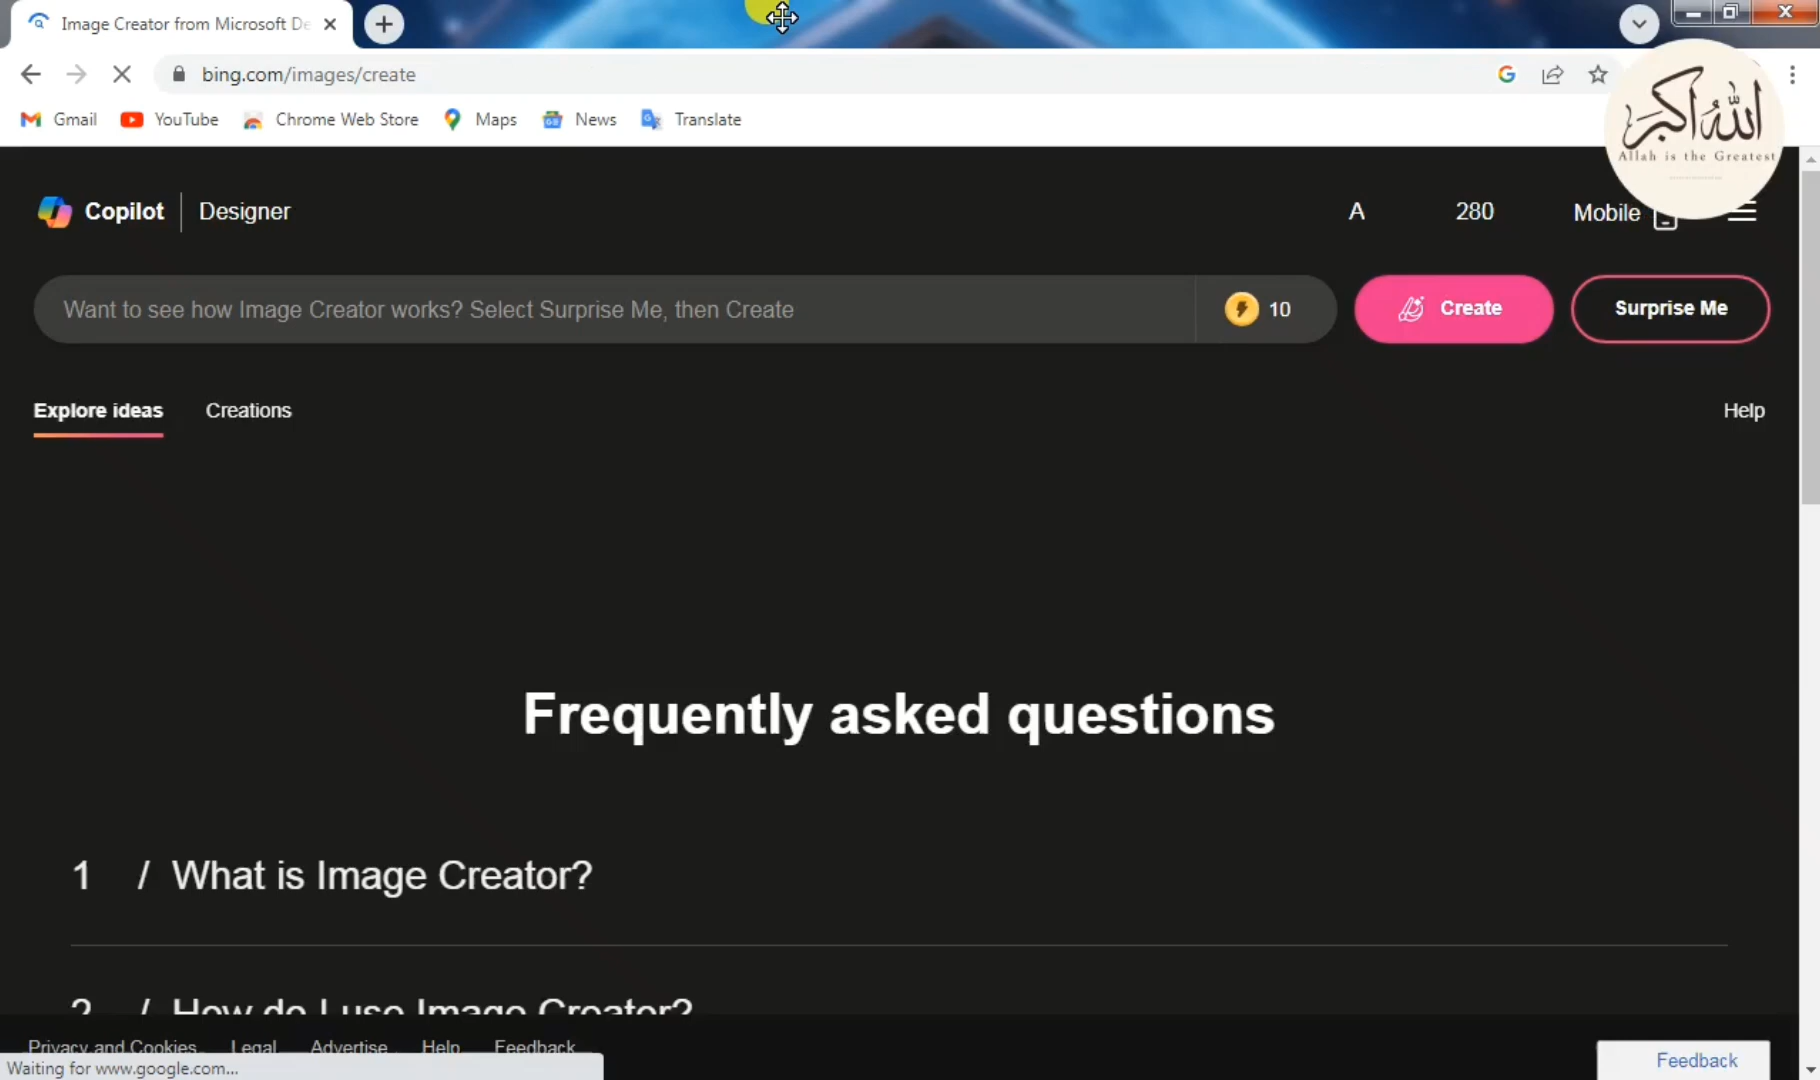 Image Creator from Microsoft De
bing.com/images/create
Gmail
YouTube
Chrome Web Store
Maps
News
Translate
الله أكبر
Allah is the Greatest
Copilot
Designer
A
280
Mobile
Want to see how Image Creator works? Select Surprise Me, then Create
10
Create
Surprise Me
Explore ideas
Creations
Help
Frequently asked questions
1 / What is Image Creator?
2 / How do I use Image Creator?
Privacy and Cookies
Legal
Advertise
Help
Feedback
Feedback
Waiting for www.google.com...